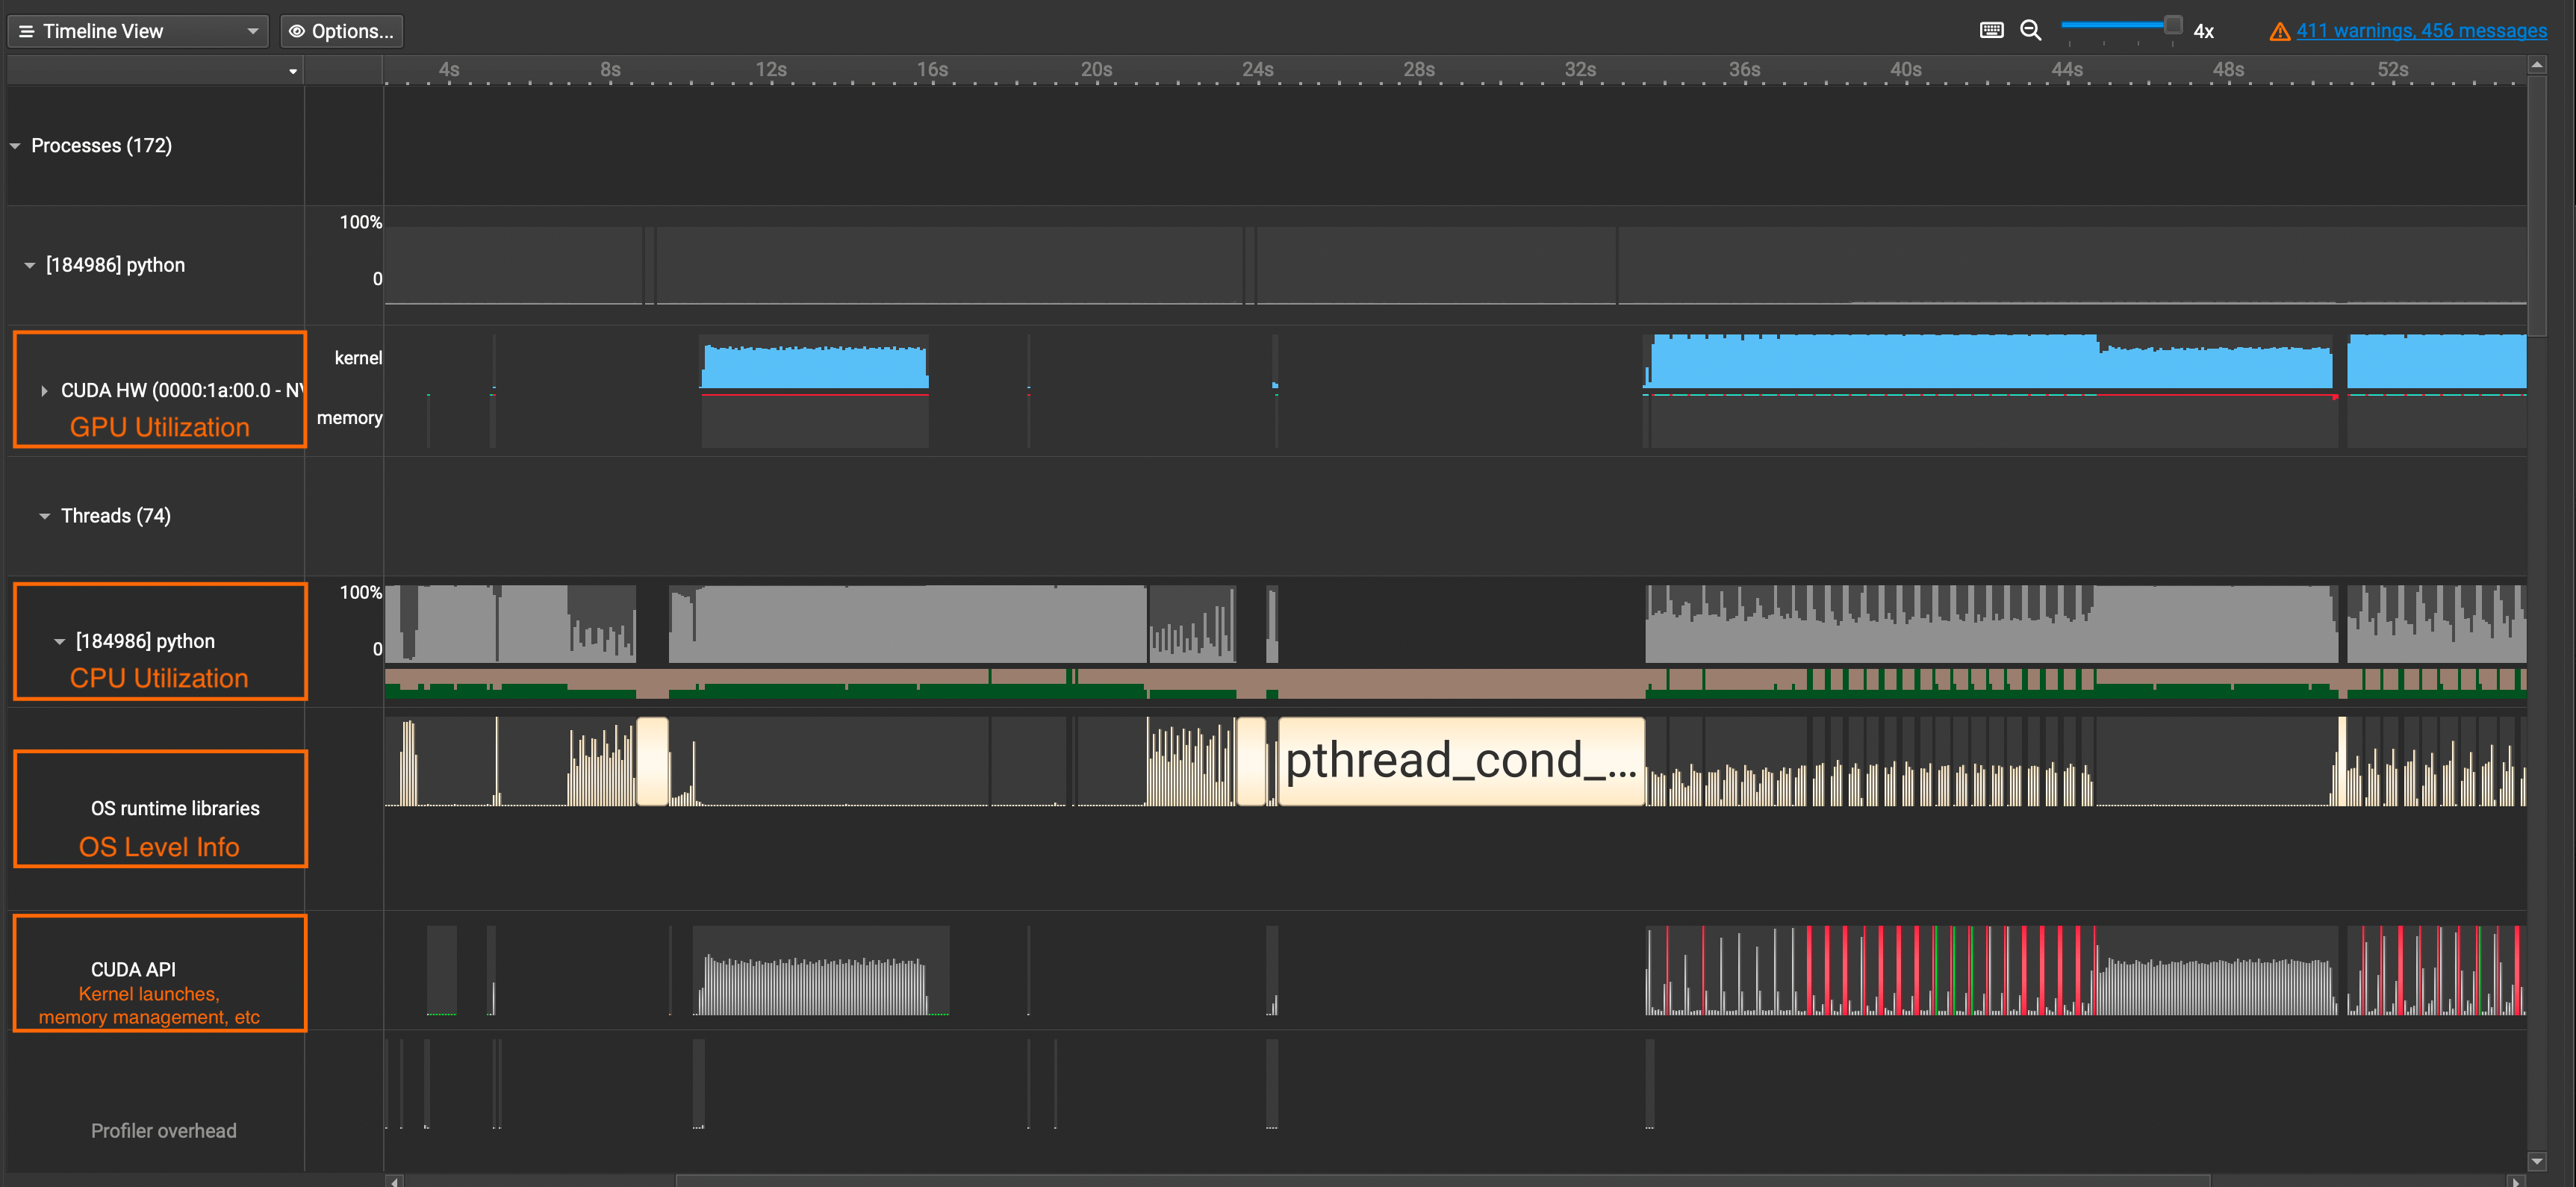 Timeline View
Options...
4x
411 warnings, 456 messages
4s 8s 12s 16s 20s 24s 28s 32s 36s 40s 44s 48s 52s
Processes (172)
100%
[184986] python
0
kernel
CUDA HW (0000:1a:00.0 - NV
memory
GPU Utilization
Threads (74)
100%
[184986] python
0
CPU Utilization
pthread_cond_...
OS runtime libraries
OS Level Info
CUDA API
Kernel launches,
memory management, etc
Profiler overhead